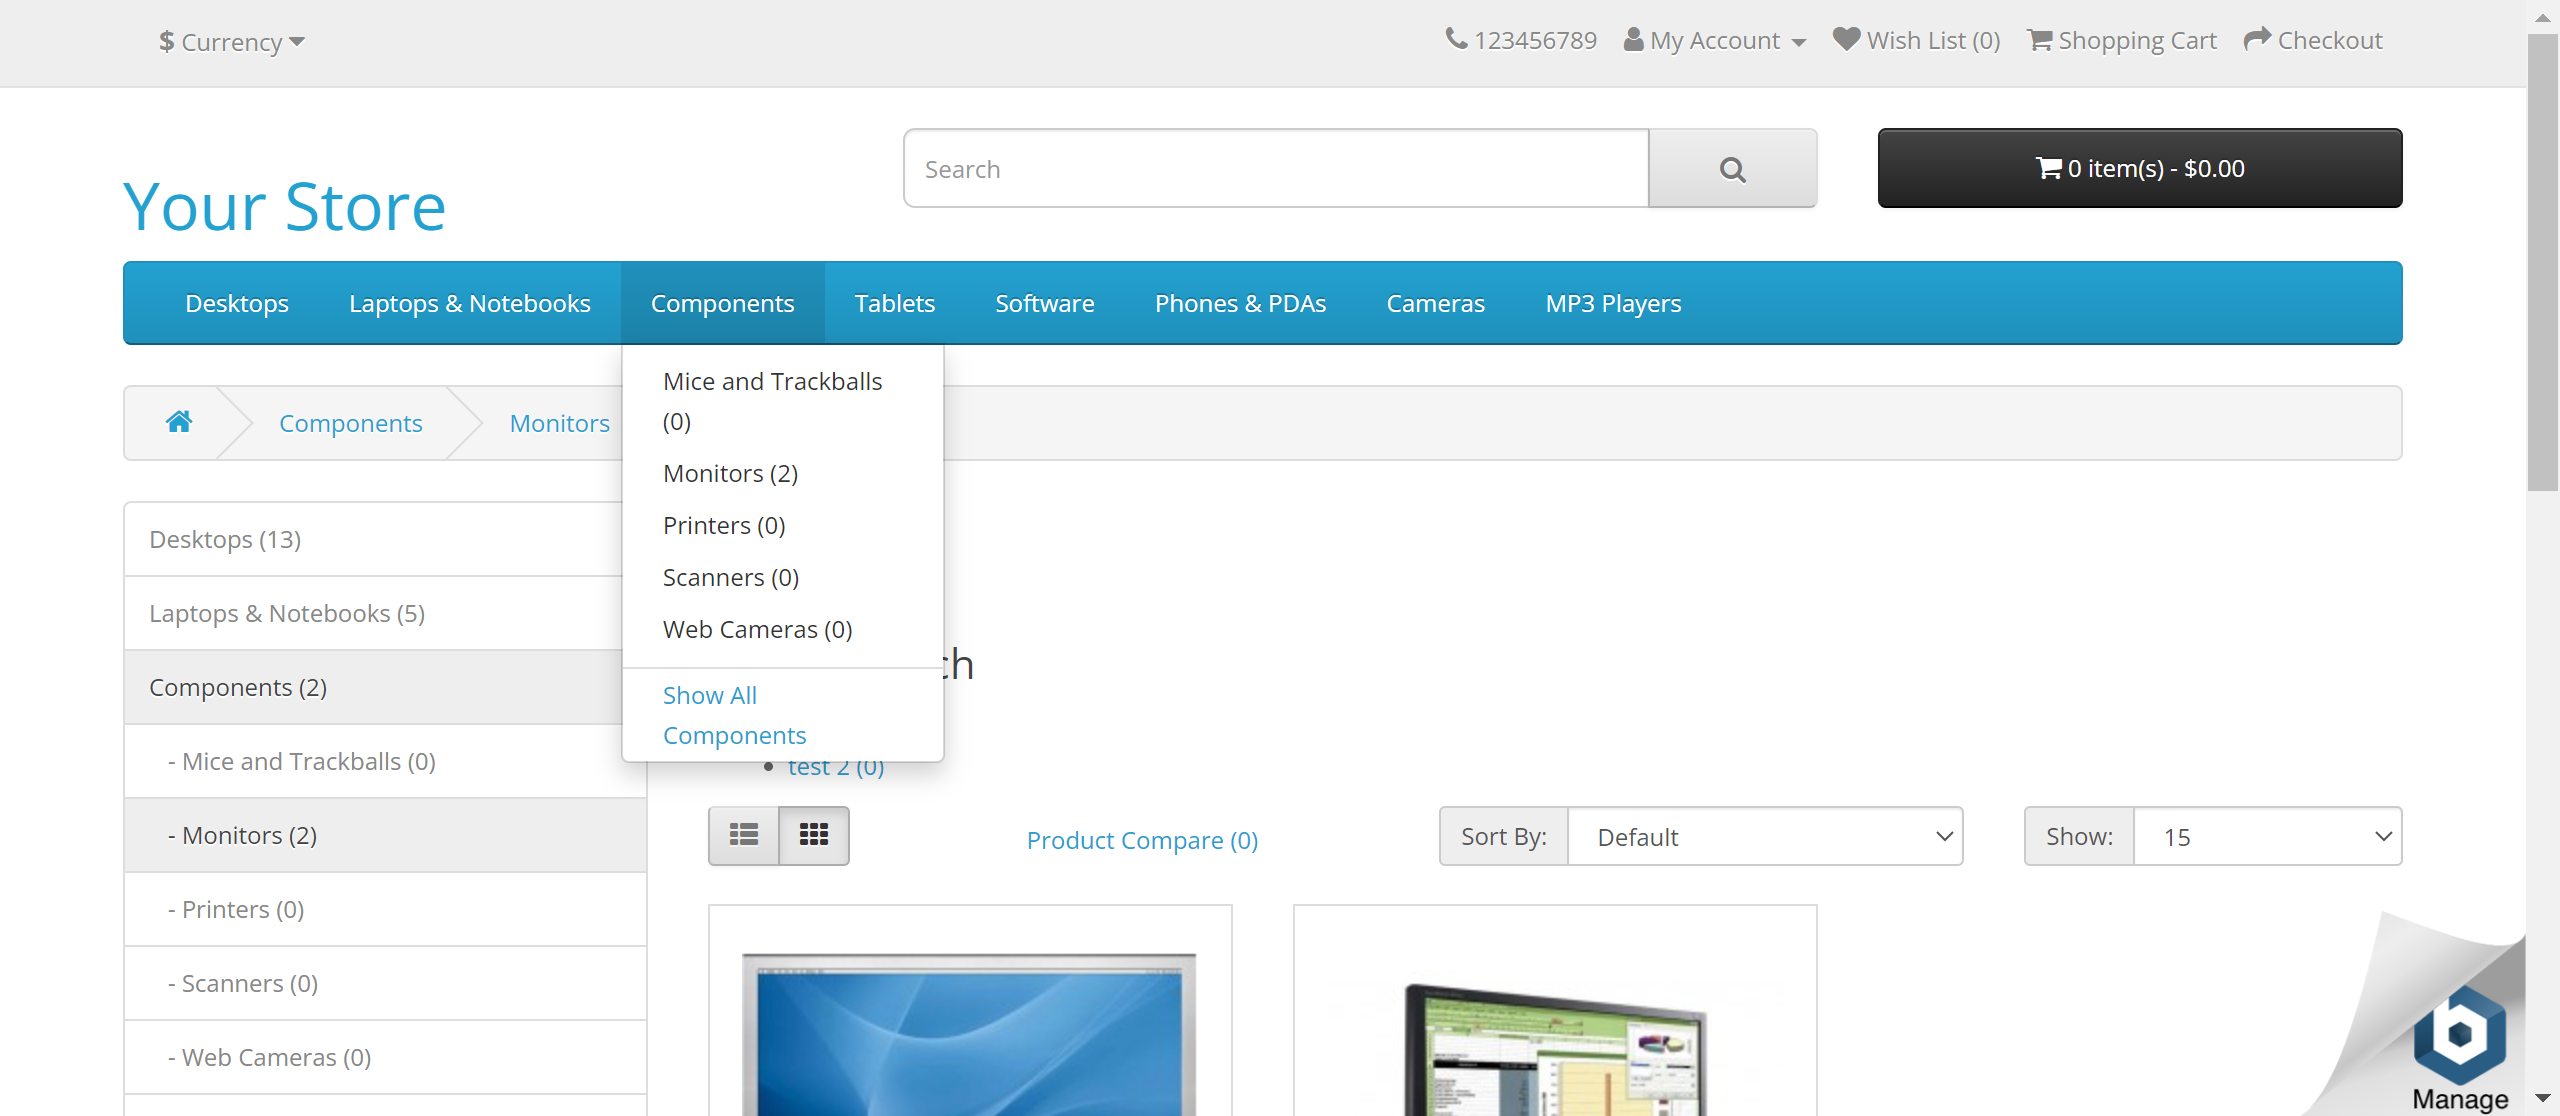 $ Currency
123456789 My Account Wish List (0) Shopping Cart Checkout
Your Store
Search
0 item(s) - $0.00
Desktops Laptops & Notebooks Components Tablets Software Phones & PDAs Cameras MP3 Players
Components Monitors
Mice and Trackballs
(0)
Monitors (2)
Printers (0)
Scanners (0)
Web Cameras (0)
Show All
Components
Desktops (13)
Laptops & Notebooks (5)
Components (2)
- Mice and Trackballs (0)
- Monitors (2)
- Printers (0)
- Scanners (0)
- Web Cameras (0)
test 2 (0)
Product Compare (0)
Sort By: Default
Show: 15
Manage